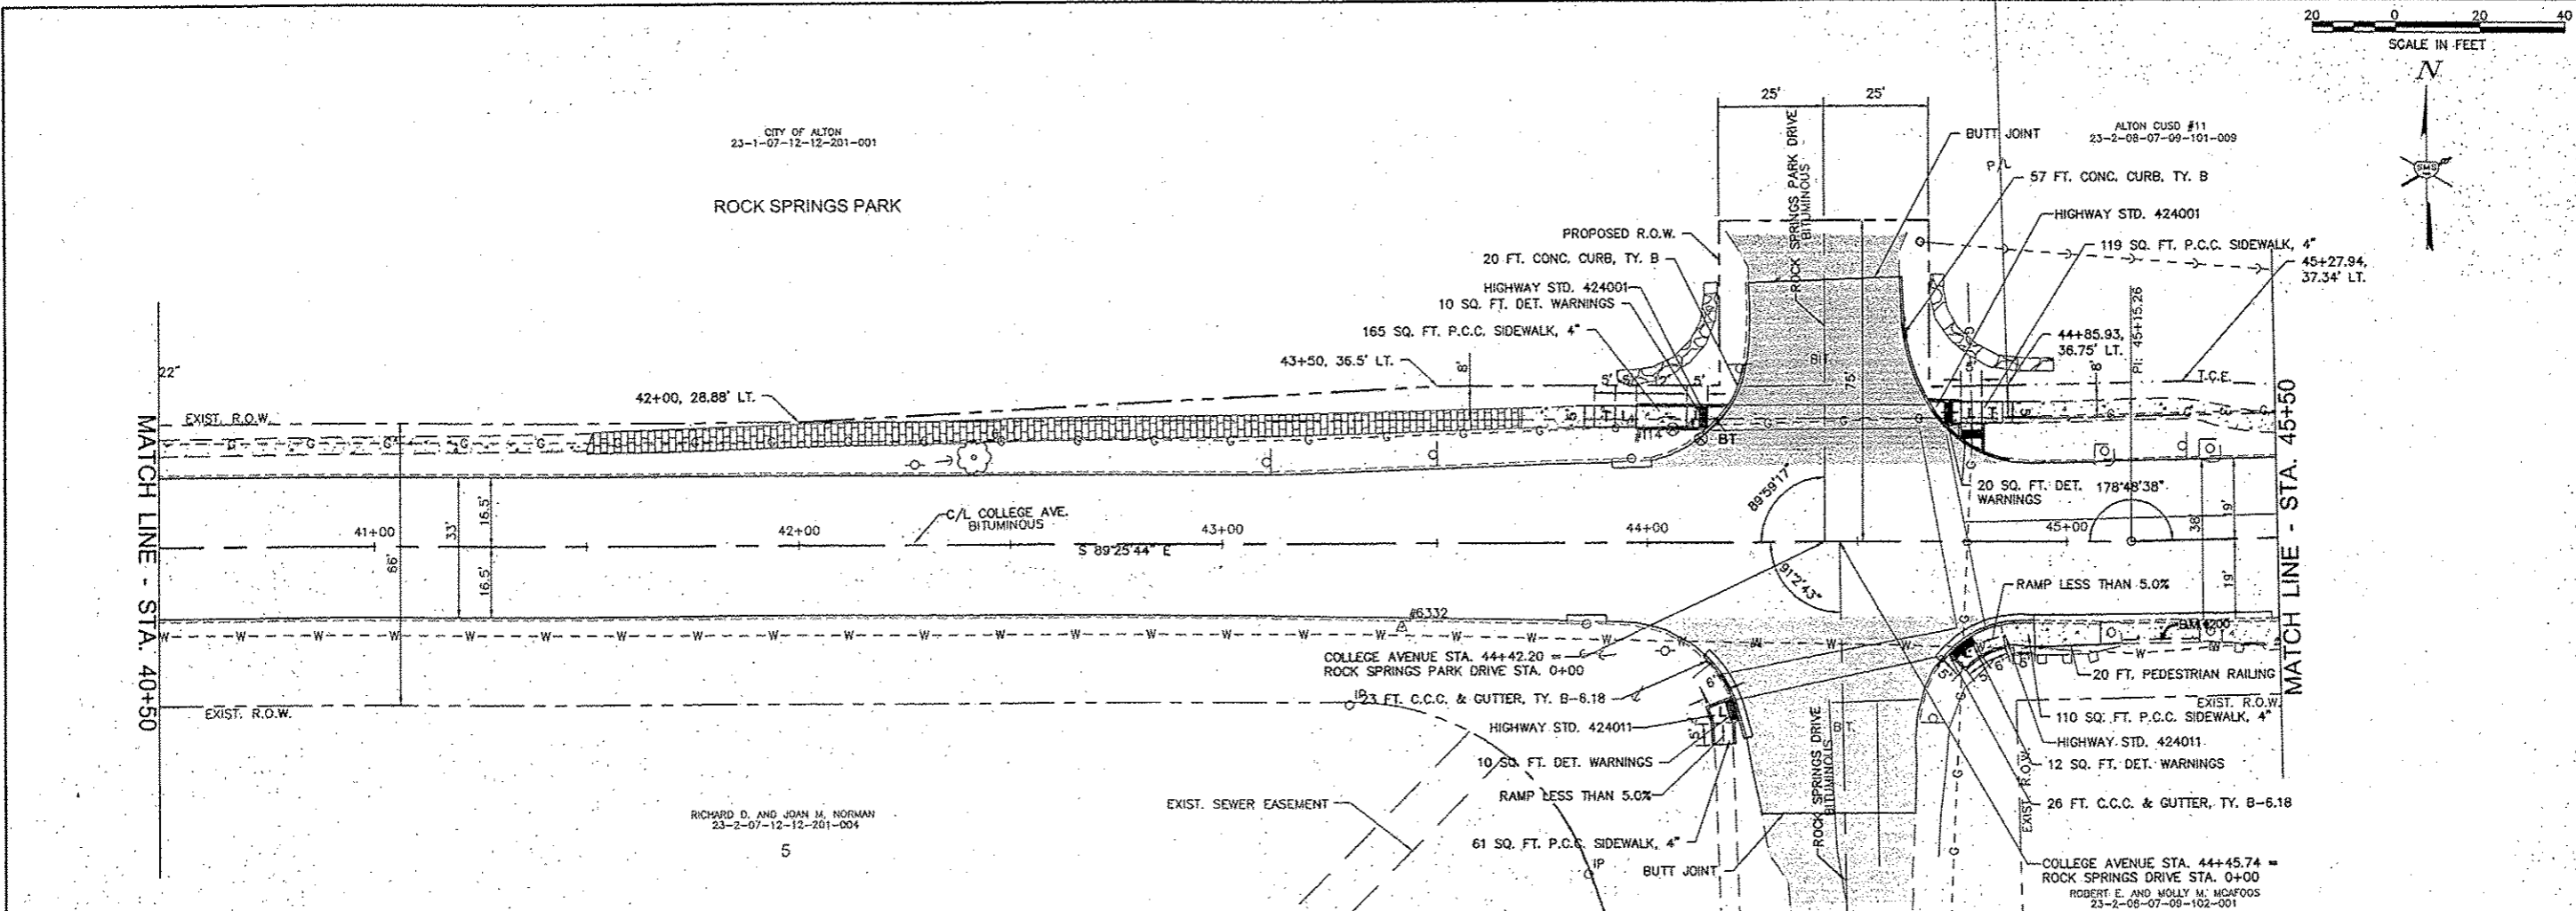 20 0 20 40
SCALE IN FEET
N
SMS
25' 25'
CITY OF ALTON
23-1-07-12-12-201-001
ROCK SPRINGS PARK
ROCK SPRINGS PARK DRIVE
BITUMINOUS
BUTT JOINT
ALTON CUSD #11
23-2-08-07-09-101-009
P/L
57 FT. CONC. CURB, TY. B
HIGHWAY STD. 424001
119 SQ. FT. P.C.C. SIDEWALK, 4"
45+27.94,
37.34' LT.
PROPOSED R.O.W.
20 FT. CONC. CURB, TY. B
HIGHWAY STD. 424001
10 SQ. FT. DET. WARNINGS
165 SQ. FT. P.C.C. SIDEWALK, 4"
43+50, 36.5' LT.
42+00, 28.88' LT.
44+85.93,
36.75' LT.
PI: 45+15.26
T.C.E.
BIT.
75'
8'
8'
5' 5' 12' 5'
22"
EXIST. R.O.W.
MATCH LINE - STA. 40+50
MATCH LINE - STA. 45+50
#114
BT
20 SQ. FT. DET.
WARNINGS
178°48'38"
89°59'17"
91°2'43"
41+00
42+00
43+00
44+00
45+00
C/L COLLEGE AVE.
BITUMINOUS
S 89°25'44" E
66'
33'
16.5'
16.5'
38'
19'
19'
RAMP LESS THAN 5.0%
#6332
COLLEGE AVENUE STA. 44+42.20 =
ROCK SPRINGS PARK DRIVE STA. 0+00
IP
23 FT. C.C.C. & GUTTER, TY. B-6.18
HIGHWAY STD. 424011
10 SQ. FT. DET. WARNINGS
RAMP LESS THAN 5.0%
61 SQ. FT. P.C.C. SIDEWALK, 4"
BUTT JOINT
IP
EXIST. R.O.W.
EXIST. SEWER EASEMENT
RICHARD D. AND JOAN M. NORMAN
23-2-07-12-12-201-004
5
ROCK SPRINGS DRIVE
BITUMINOUS
BIT.
20 FT. PEDESTRIAN RAILING
EXIST. R.O.W.
110 SQ. FT. P.C.C. SIDEWALK, 4"
HIGHWAY STD. 424011
12 SQ. FT. DET. WARNINGS
26 FT. C.C.C. & GUTTER, TY. B-6.18
EXIST. R.O.W.
COLLEGE AVENUE STA. 44+45.74 =
ROCK SPRINGS DRIVE STA. 0+00
ROBERT E. AND MOLLY M. MCAFOOS
23-2-08-07-09-102-001